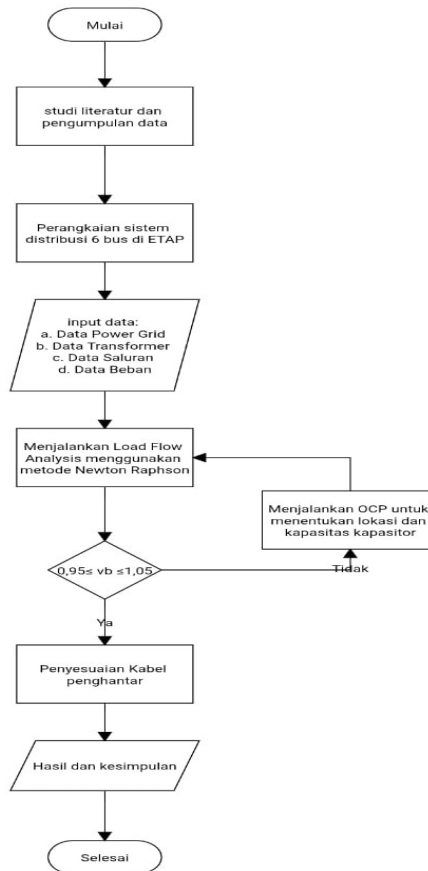 Mulai
studi literatur dan
pengumpulan data
Perangkaian sistem
distribusi 6 bus di ETAP
input data:
a. Data Power Grid
b. Data Transformer
c. Data Saluran
d. Data Beban
Menjalankan Load Flow
Analysis menggunakan
metode Newton Raphson
Menjalankan OCP untuk
menentukan lokasi dan
kapasitas kapasitor
0,95≤ vb ≤1,05
Tidak
Ya
Penyesuaian Kabel
penghantar
Hasil dan kesimpulan
Selesai